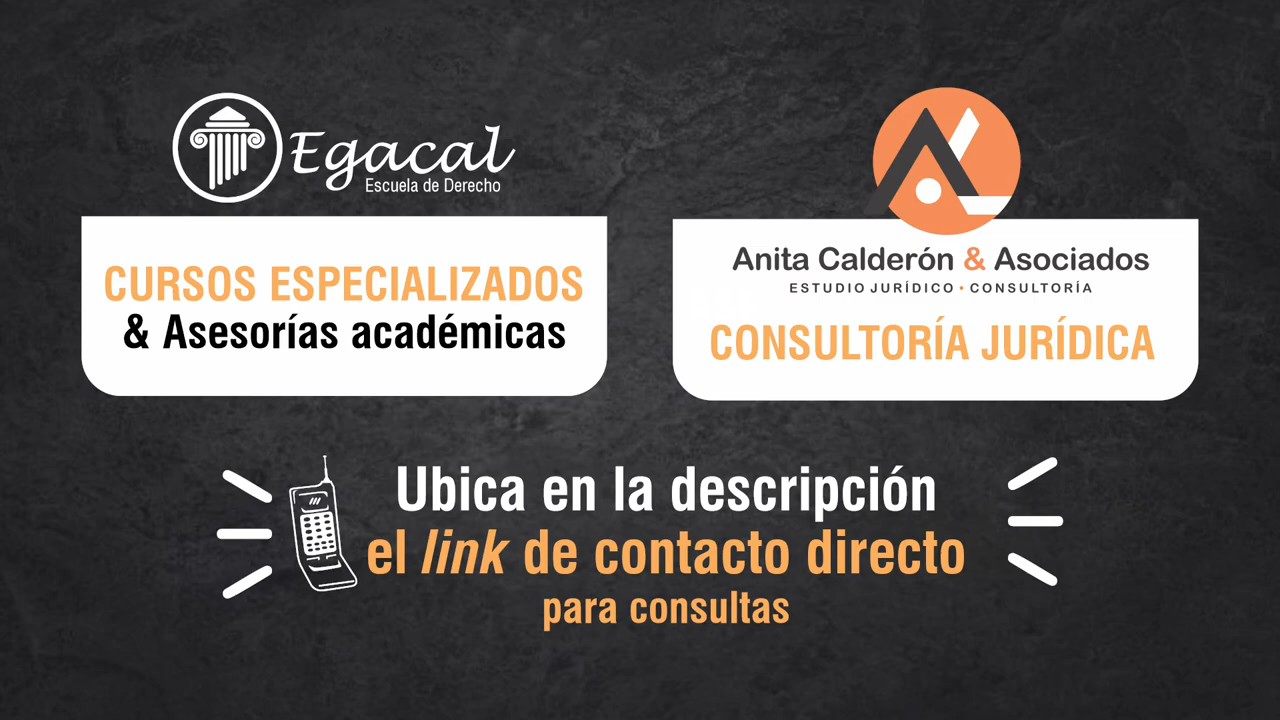 Egacal
Escuela de Derecho
CURSOS ESPECIALIZADOS
& Asesorías académicas
Anita Calderón & Asociados
ESTUDIO JURÍDICO • CONSULTORÍA
CONSULTORÍA JURÍDICA
Ubica en la descripción
el link de contacto directo
para consultas